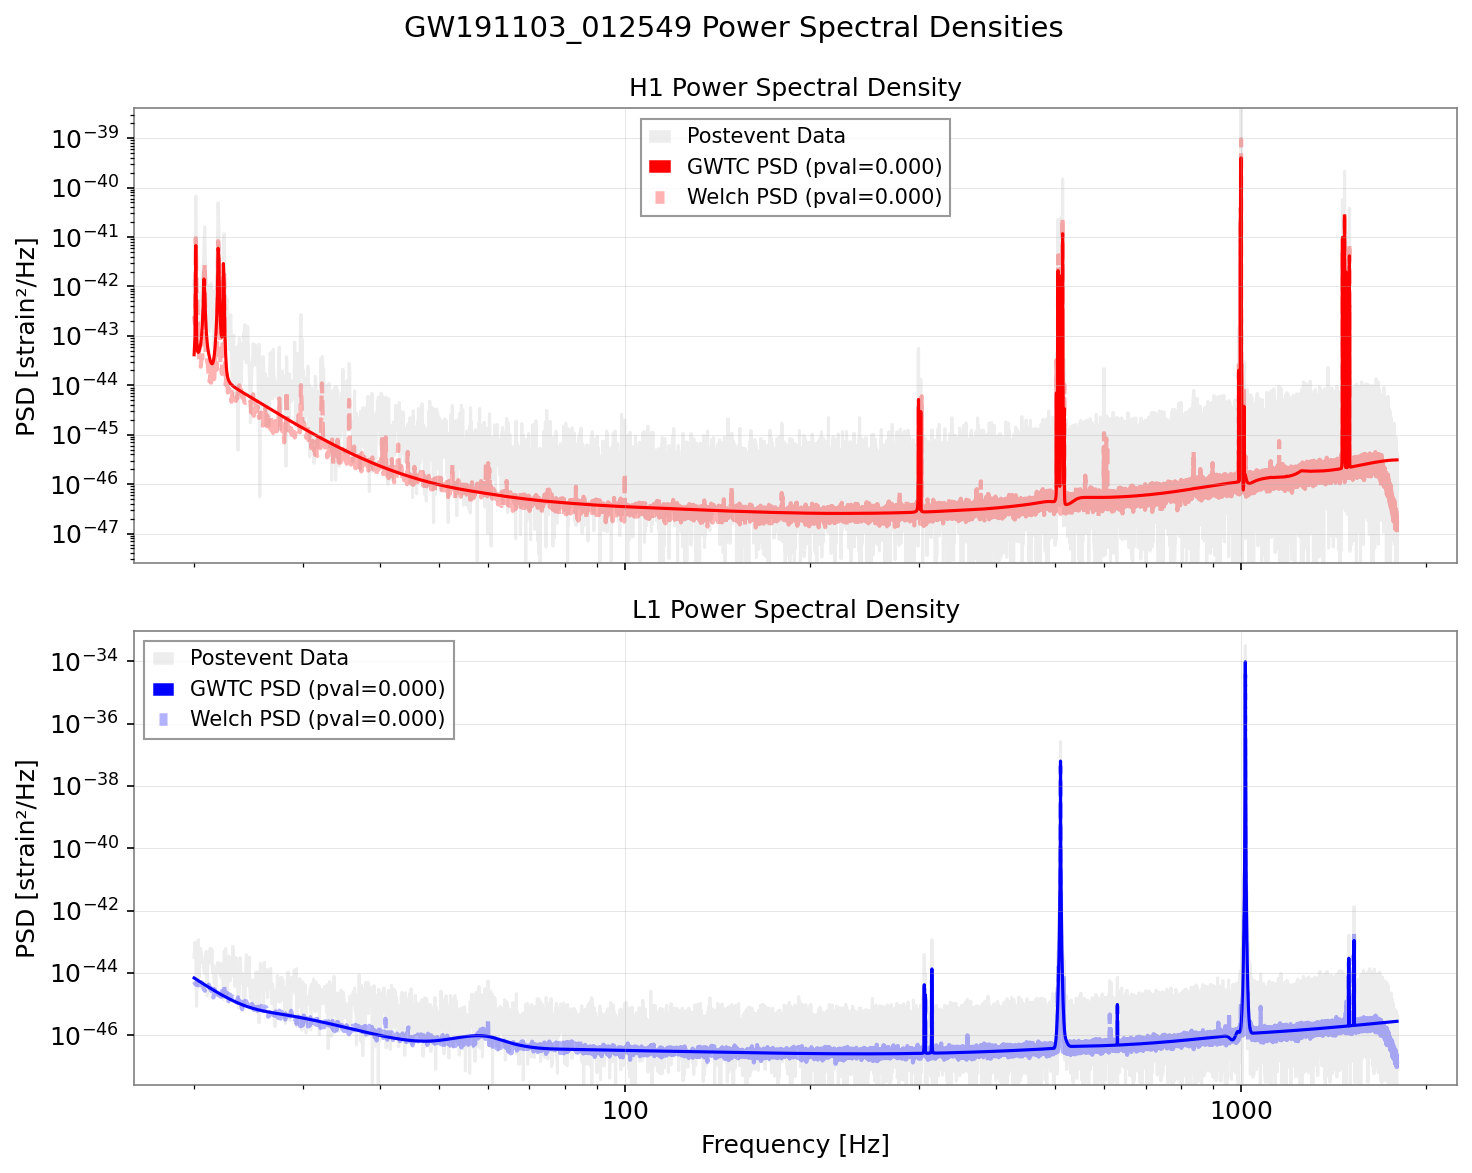 GW191103_012549 Power Spectral Densities
H1 Power Spectral Density
PSD [strain²/Hz]
10⁻³⁹
10⁻⁴⁰
10⁻⁴¹
10⁻⁴²
10⁻⁴³
10⁻⁴⁴
10⁻⁴⁵
10⁻⁴⁶
10⁻⁴⁷
Postevent Data
GWTC PSD (pval=0.000)
Welch PSD (pval=0.000)
L1 Power Spectral Density
PSD [strain²/Hz]
10⁻³⁴
10⁻³⁶
10⁻³⁸
10⁻⁴⁰
10⁻⁴²
10⁻⁴⁴
10⁻⁴⁶
Postevent Data
GWTC PSD (pval=0.000)
Welch PSD (pval=0.000)
100
1000
Frequency [Hz]